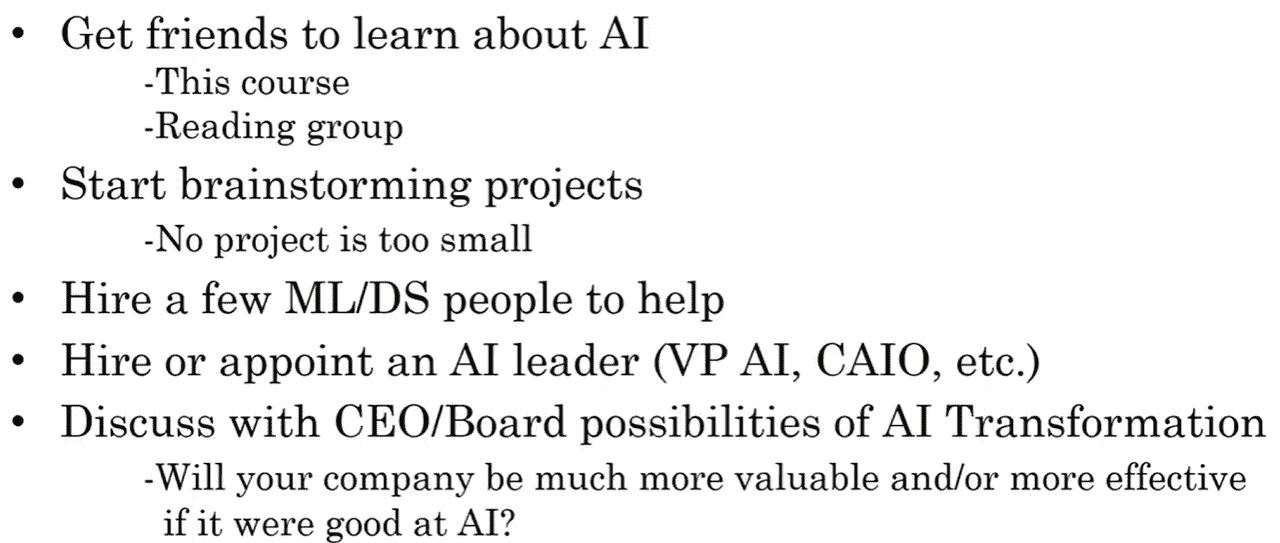 • Get friends to learn about AI
-This course
-Reading group
• Start brainstorming projects
-No project is too small
• Hire a few ML/DS people to help
• Hire or appoint an AI leader (VP AI, CAIO, etc.)
• Discuss with CEO/Board possibilities of AI Transformation
-Will your company be much more valuable and/or more effective
if it were good at AI?